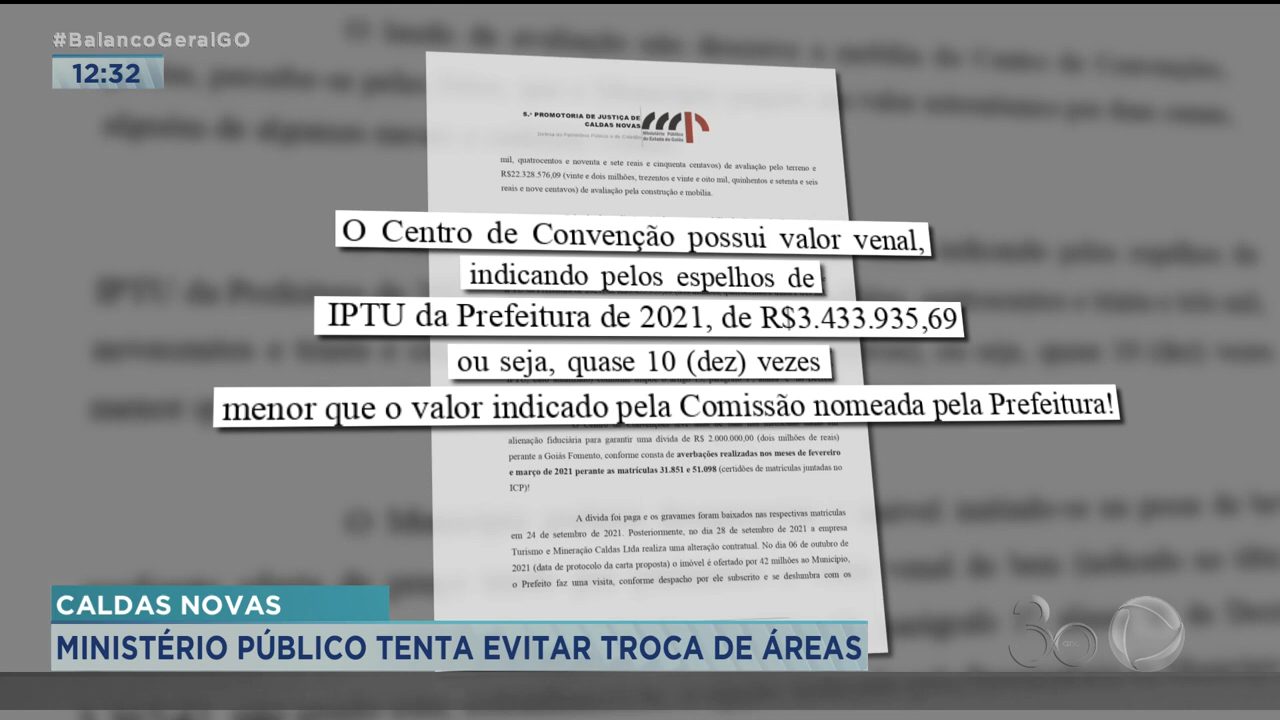 #BalancoGeralGO
12:32
5.ª PROMOTORIA DE JUSTIÇA DE
CALDAS NOVAS
Ministério Público
do Estado de Goiás
mil, quatrocentos e noventa e sete reais e cinquenta centavos) de avaliação pelo terreno e
R$22.328.576,09 (vinte e dois milhões, trezentos e vinte e oito mil, quinhentos e setenta e seis
reais e nove centavos) de avaliação pela construção e mobília.
O Centro de Convenção possui valor venal,
indicando pelos espelhos de
IPTU da Prefeitura de 2021, de R$3.433.935,69
ou seja, quase 10 (dez) vezes
menor que o valor indicado pela Comissão nomeada pela Prefeitura!
alienação fiduciária para garantir uma dívida de R$ 2.000.000,00 (dois milhões de reais)
perante a Goiás Fomento, conforme consta de averbações realizadas nos meses de fevereiro
e março de 2021 perante as matrículas 31.851 e 51.098 (certidões de matrículas juntadas no
ICP)!
A dívida foi paga e os gravames foram baixados nas respectivas matrículas
em 24 de setembro de 2021. Posteriormente, no dia 28 de setembro de 2021 a empresa
Turismo e Mineração Caldas Ltda realiza uma alteração contratual. No dia 06 de outubro de
2021 (data de protocolo da carta proposta) o imóvel é ofertado por 42 milhões ao Município,
o Prefeito faz uma visita, conforme despacho por ele subscrito e se deslumbra com os
CALDAS NOVAS
MINISTÉRIO PÚBLICO TENTA EVITAR TROCA DE ÁREAS
30